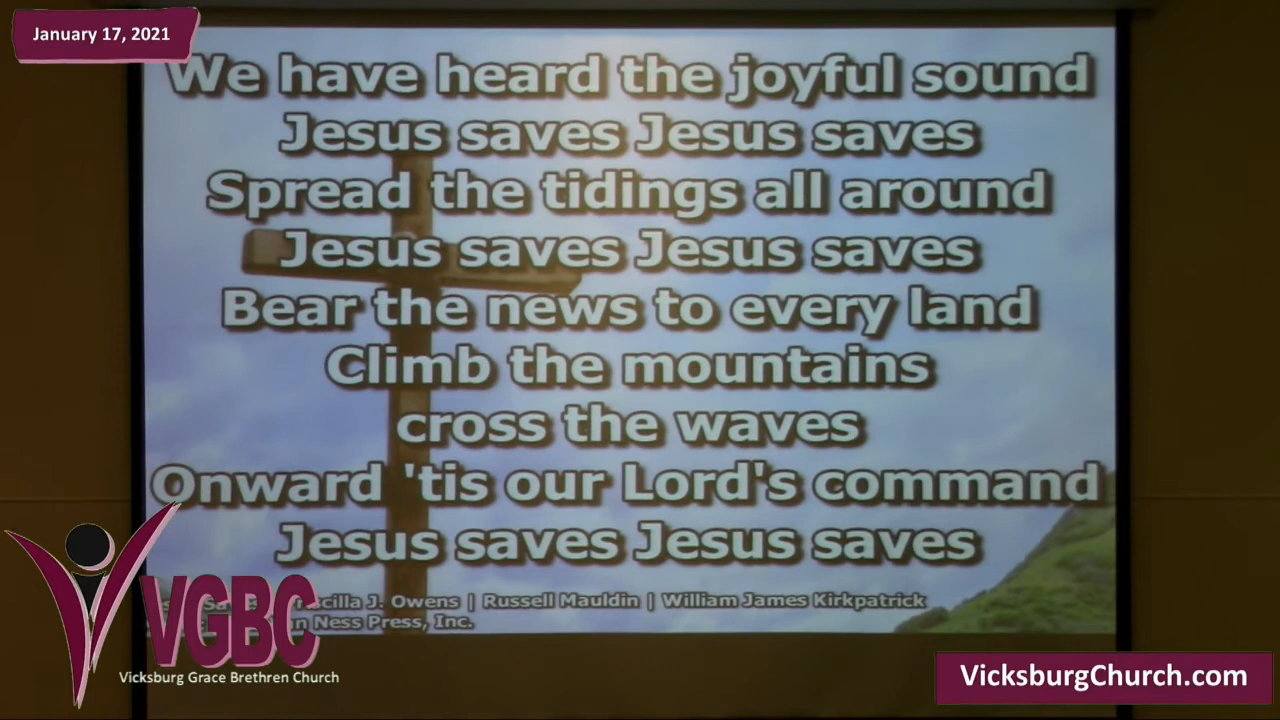 January 17, 2021
We have heard the joyful sound
Jesus saves Jesus saves
Spread the tidings all around
Jesus saves Jesus saves
Bear the news to every land
Climb the mountains
cross the waves
Onward 'tis our Lord's command
Jesus saves Jesus saves
J. Owens | Russell Mauldin | William James Kirkpatrick
Ness Press, Inc.
VGBC
Vicksburg Grace Brethren Church
VicksburgChurch.com